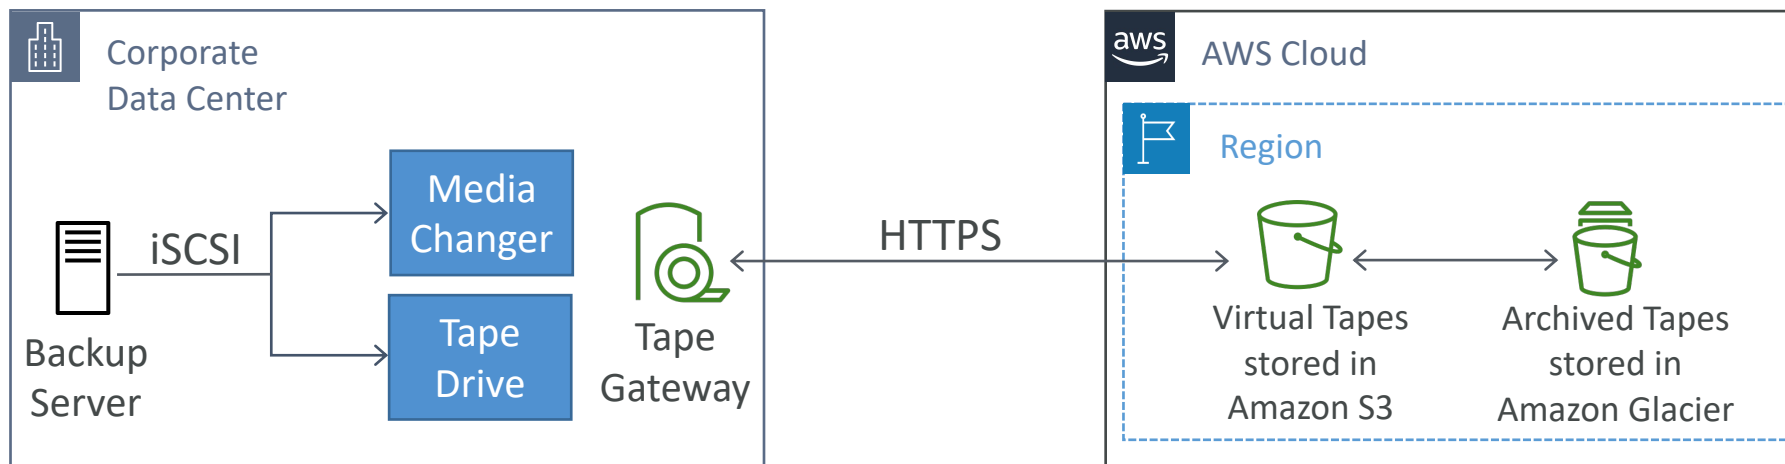 Corporate
Data Center
Backup
Server
iSCSI
Media
Changer
Tape
Drive
Tape
Gateway
HTTPS
aws
AWS Cloud
Region
Virtual Tapes
stored in
Amazon S3
Archived Tapes
stored in
Amazon Glacier